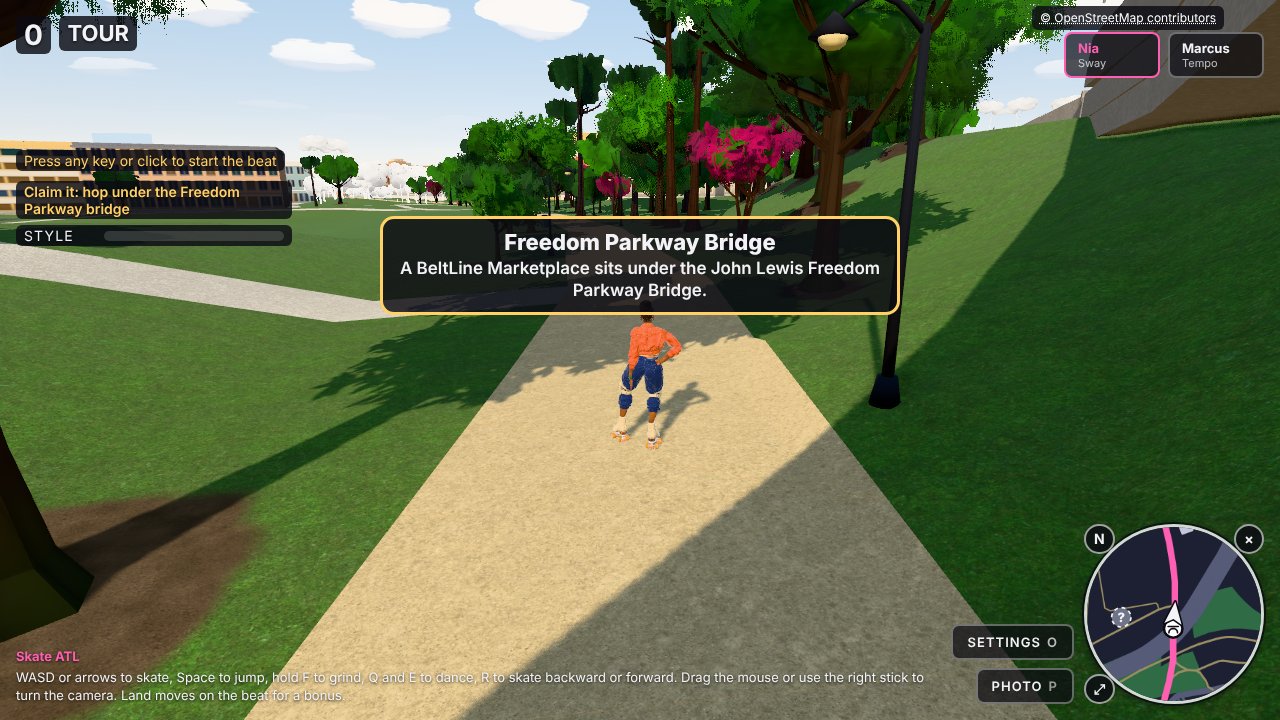 0
TOUR
© OpenStreetMap contributors
Nia
Sway
Marcus
Tempo
Press any key or click to start the beat
Claim it: hop under the Freedom
Parkway bridge
STYLE
Freedom Parkway Bridge
A BeltLine Marketplace sits under the John Lewis Freedom
Parkway Bridge.
N
×
?
SETTINGS O
PHOTO P
Skate ATL
WASD or arrows to skate, Space to jump, hold F to grind, Q and E to dance, R to skate backward or forward. Drag the mouse or use the right stick to
turn the camera. Land moves on the beat for a bonus.